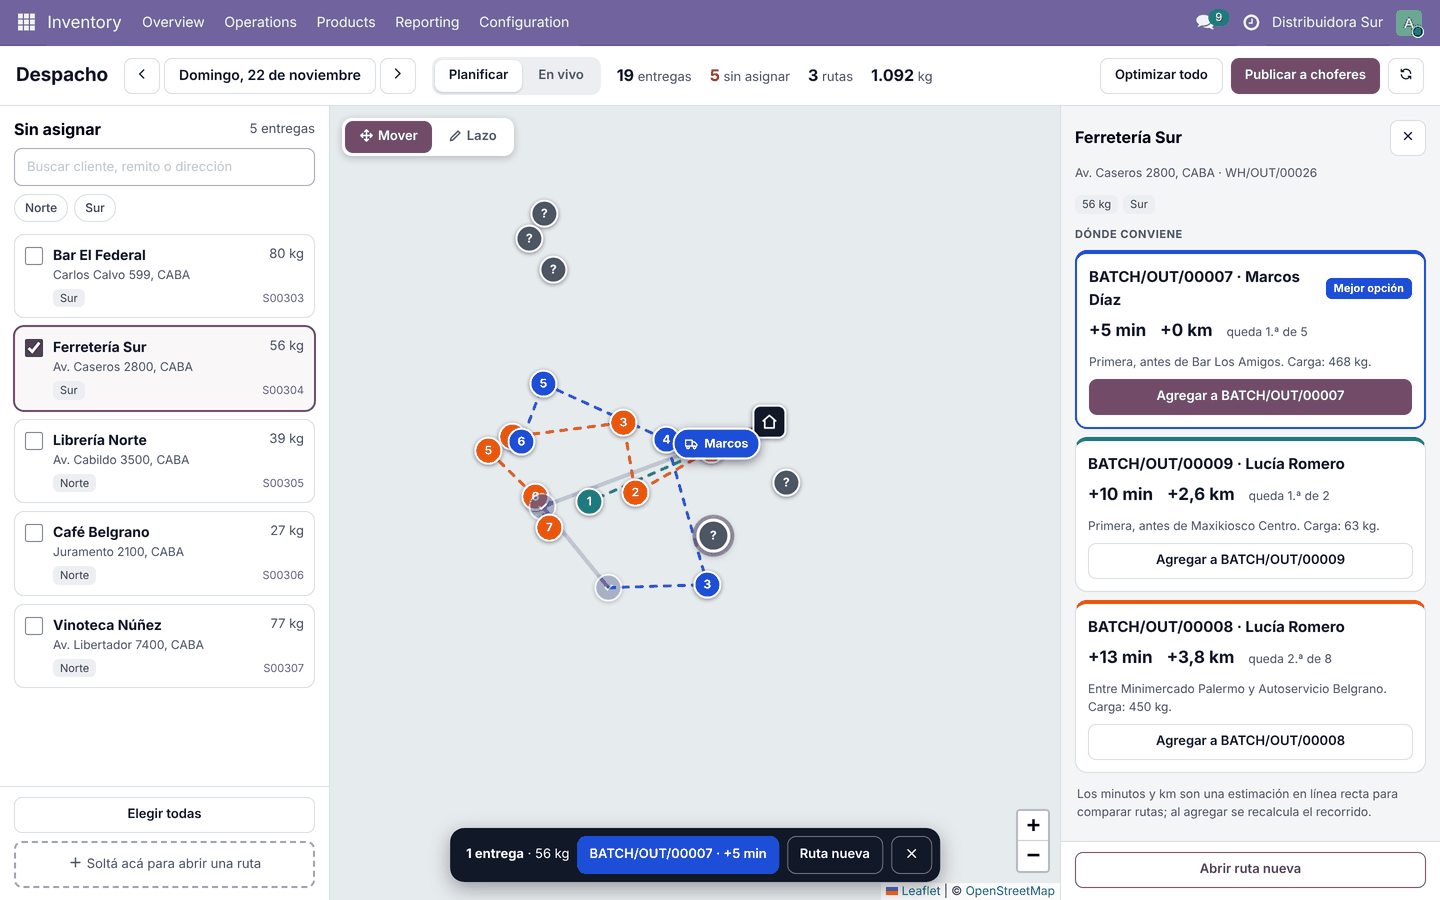 Inventory Overview Operations Products Reporting Configuration 9 Distribuidora Sur A
Despacho Domingo, 22 de noviembre Planificar En vivo 19 entregas 5 sin asignar 3 rutas 1.092 kg Optimizar todo Publicar a choferes
Sin asignar 5 entregas
Buscar cliente, remito o dirección
Norte Sur
Bar El Federal 80 kg
Carlos Calvo 599, CABA
Sur S00303
Ferretería Sur 56 kg
Av. Caseros 2800, CABA
Sur S00304
Librería Norte 39 kg
Av. Cabildo 3500, CABA
Norte S00305
Café Belgrano 27 kg
Juramento 2100, CABA
Norte S00306
Vinoteca Núñez 77 kg
Av. Libertador 7400, CABA
Norte S00307
Elegir todas
+ Soltá acá para abrir una ruta
Mover Lazo
?
?
?
5
3
4 Marcos
6
5
?
2
1
7
?
3
+
−
1 entrega · 56 kg BATCH/OUT/00007 · +5 min Ruta nueva
Leaflet | © OpenStreetMap
Ferretería Sur
Av. Caseros 2800, CABA · WH/OUT/00026
56 kg Sur
DÓNDE CONVIENE
BATCH/OUT/00007 · Marcos
Díaz
Mejor opción
+5 min +0 km queda 1.ª de 5
Primera, antes de Bar Los Amigos. Carga: 468 kg.
Agregar a BATCH/OUT/00007
BATCH/OUT/00009 · Lucía Romero
+10 min +2,6 km queda 1.ª de 2
Primera, antes de Maxikiosco Centro. Carga: 63 kg.
Agregar a BATCH/OUT/00009
BATCH/OUT/00008 · Lucía Romero
+13 min +3,8 km queda 2.ª de 8
Entre Minimercado Palermo y Autoservicio Belgrano.
Carga: 450 kg.
Agregar a BATCH/OUT/00008
Los minutos y km son una estimación en línea recta para
comparar rutas; al agregar se recalcula el recorrido.
Abrir ruta nueva